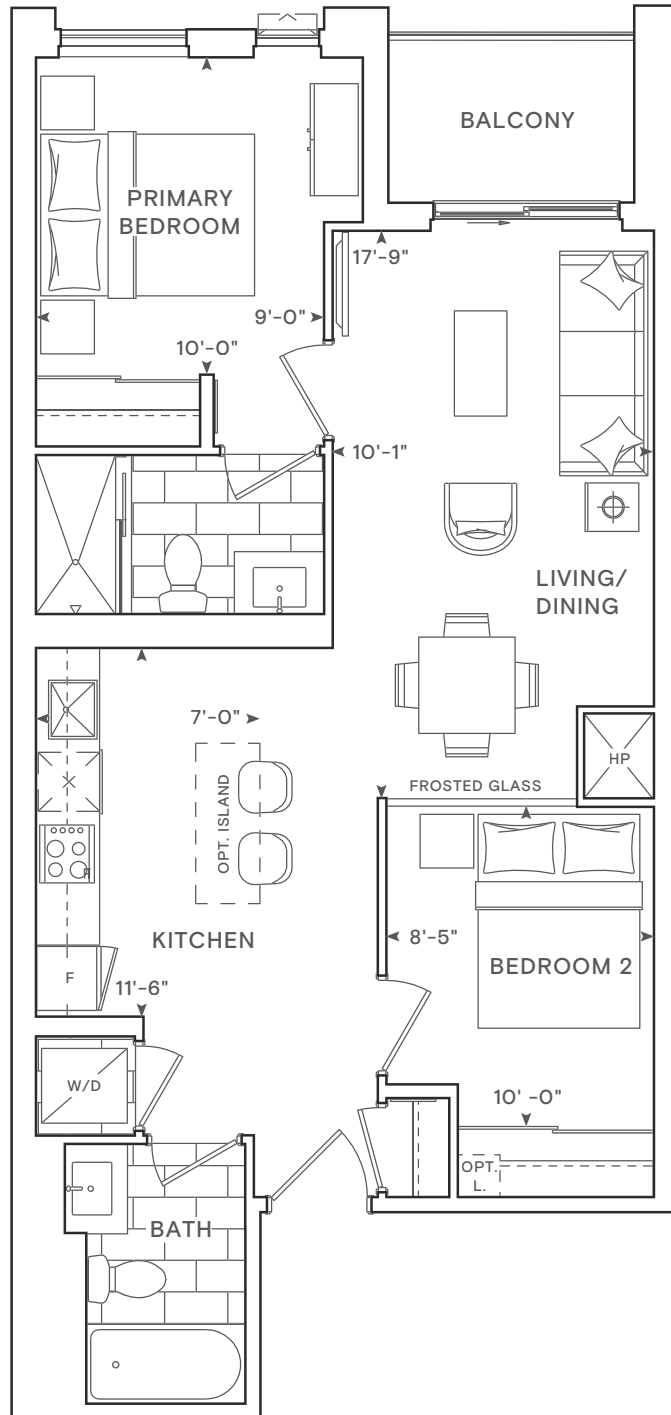 BALCONY
PRIMARY
BEDROOM
17'-9"
9'-0"
10'-0"
10'-1"
LIVING/
DINING
7'-0"
HP
FROSTED GLASS
OPT. ISLAND
KITCHEN
8'-5"
BEDROOM 2
F
11'-6"
W/D
10' -0"
OPT.
L.
BATH